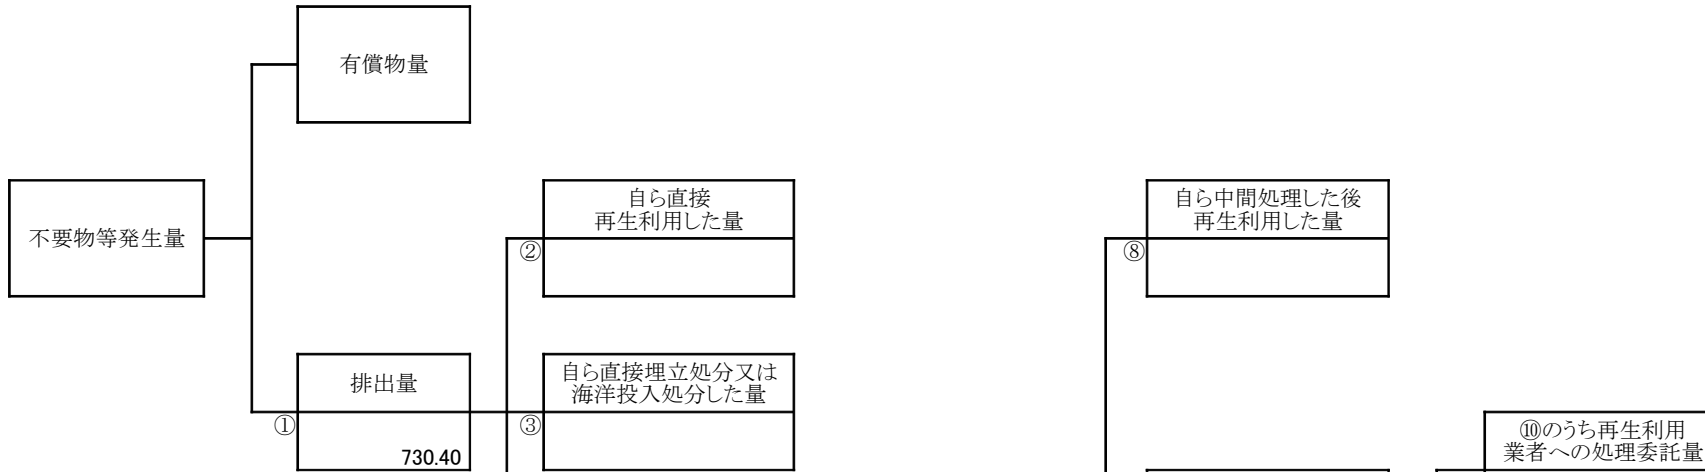 有償物量
不要物等発生量
自ら直接
再生利用した量
②
自ら中間処理した後
再生利用した量
⑧
排出量
①
730.40
自ら直接埋立処分又は
海洋投入処分した量
③
⑩のうち再生利用
業者への処理委託量